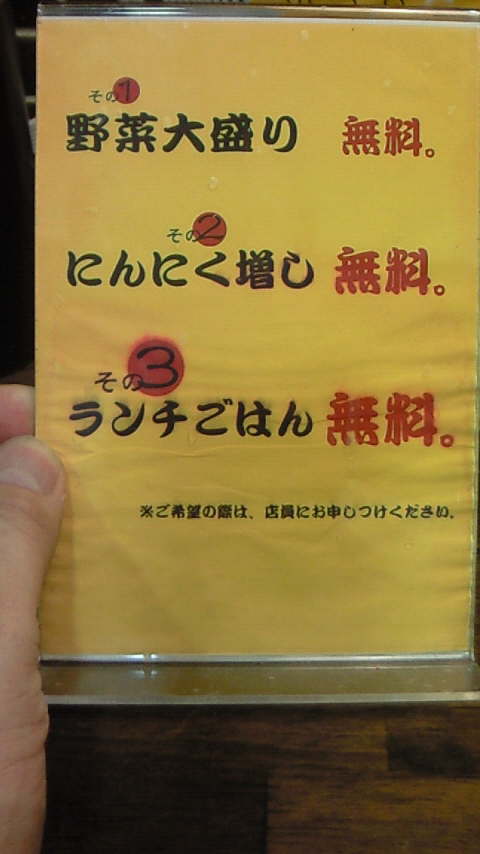 その1
野菜大盛り 無料。
その2
にんにく増し 無料。
その3
ランチごはん 無料。
※ご希望の際は、店員にお申しつけください。